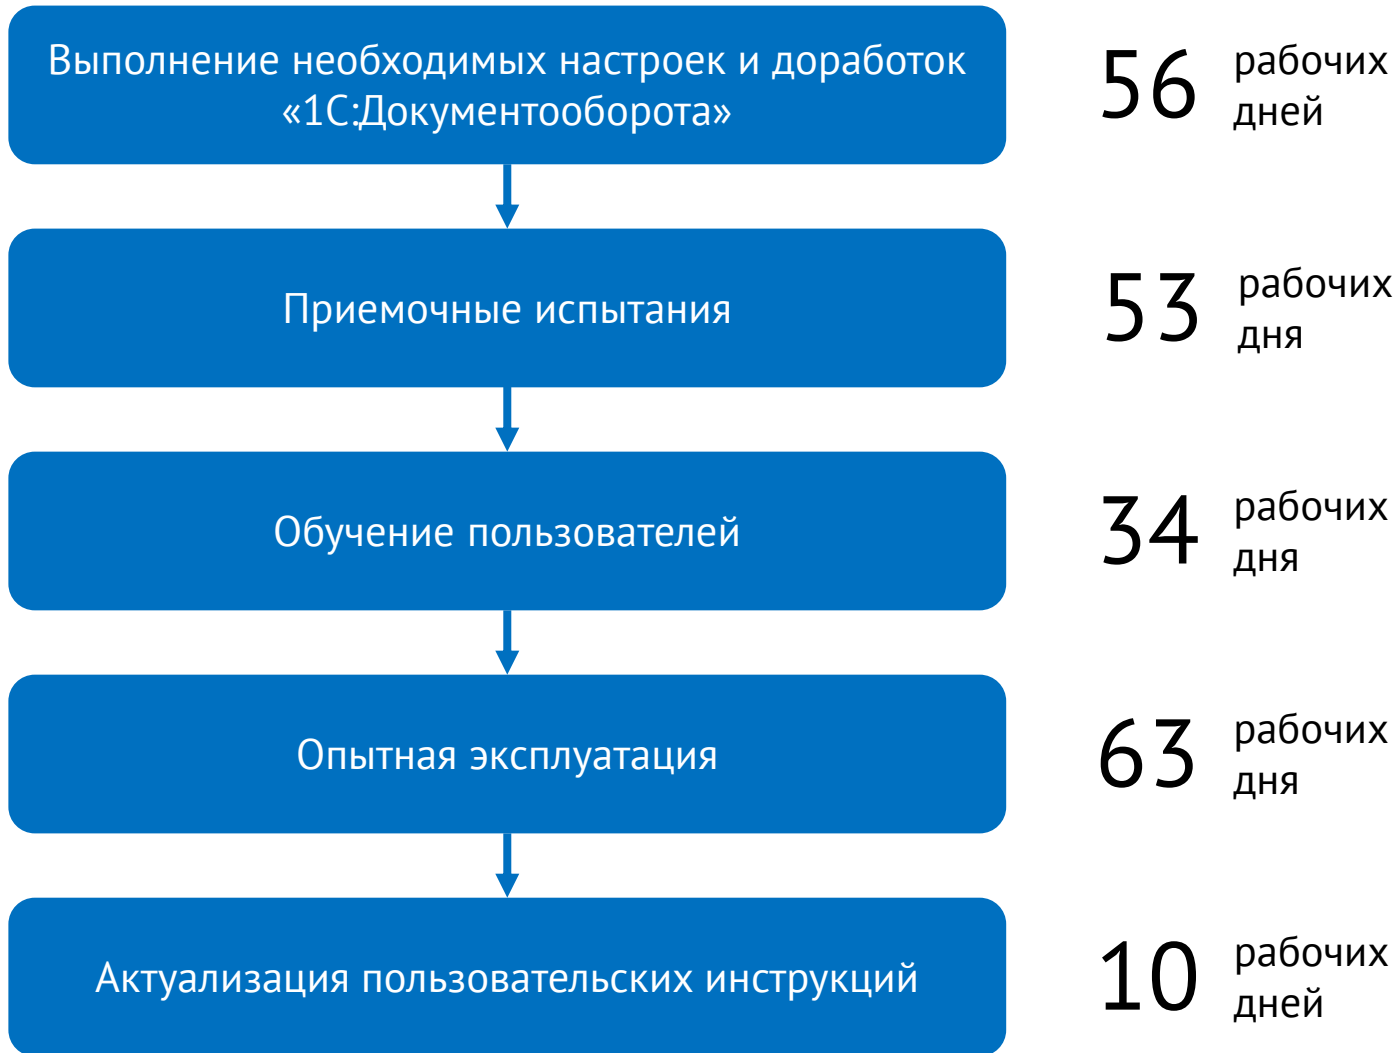 Выполнение необходимых настроек и доработок
«1С:Документооборота»
56
рабочих
дней
Приемочные испытания
53
рабочих
дня
Обучение пользователей
34
рабочих
дня
Опытная эксплуатация
63
рабочих
дня
Актуализация пользовательских инструкций
10
рабочих
дней